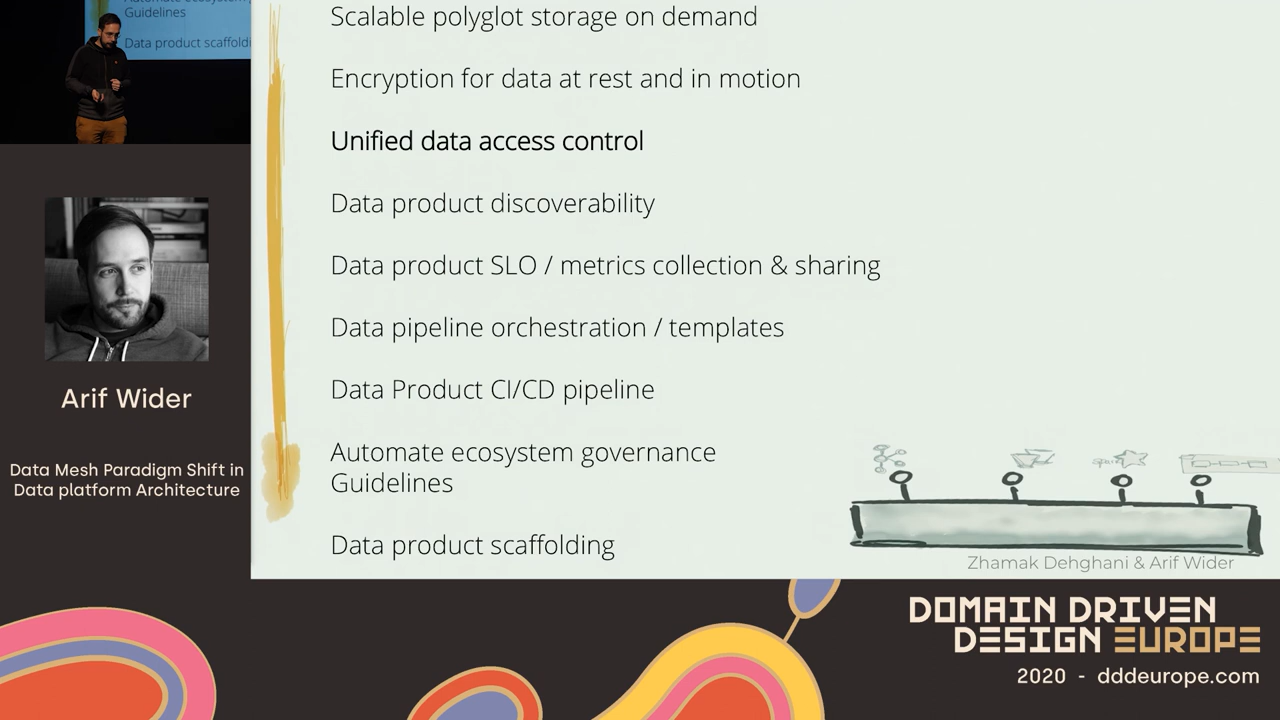 Automate ecosystem
Guidelines
Data product scaffoldi
Arif Wider
Data Mesh Paradigm Shift in
Data platform Architecture
Scalable polyglot storage on demand
Encryption for data at rest and in motion
Unified data access control
Data product discoverability
Data product SLO / metrics collection & sharing
Data pipeline orchestration / templates
Data Product CI/CD pipeline
Automate ecosystem governance
Guidelines
Data product scaffolding
Zhamak Dehghani & Arif Wider
DOMAIN DRIVEN
DESIGN EUROPE
2020 - dddeurope.com